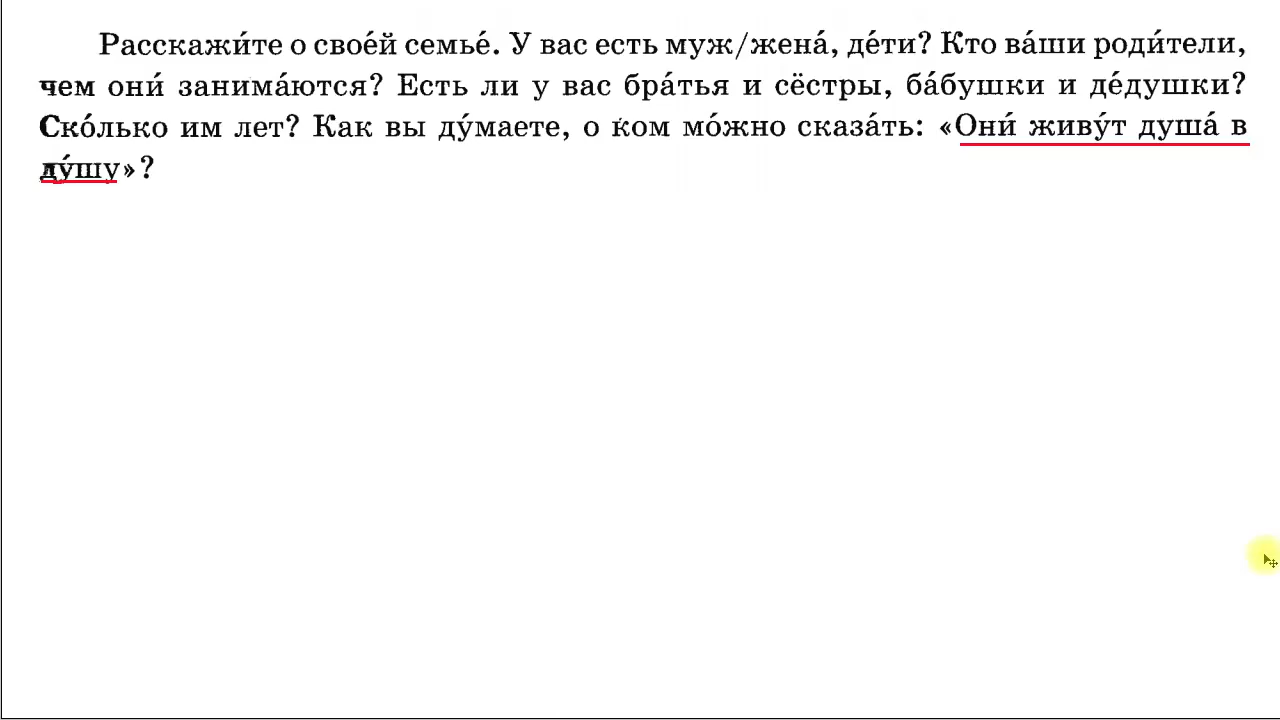 Расскажи́те о свое́й семье́. У вас есть муж/жена́, де́ти? Кто ва́ши роди́тели,
чем они́ занима́ются? Есть ли у вас бра́тья и сёстры, ба́бушки и де́душки?
Ско́лько им лет? Как вы ду́маете, о ком мо́жно сказа́ть: «Они́ живу́т душа́ в
ду́шу»?